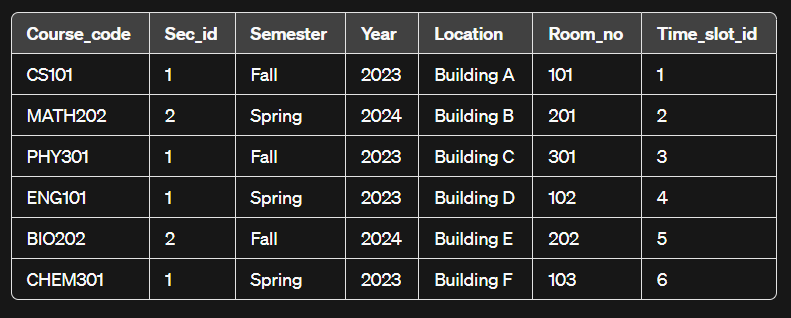 Course_code Sec_id Semester Year Location Room_no Time_slot_id
CS101 1 Fall 2023 Building A 101 1
MATH202 2 Spring 2024 Building B 201 2
PHY301 1 Fall 2023 Building C 301 3
ENG101 1 Spring 2023 Building D 102 4
BIO202 2 Fall 2024 Building E 202 5
CHEM301 1 Spring 2023 Building F 103 6